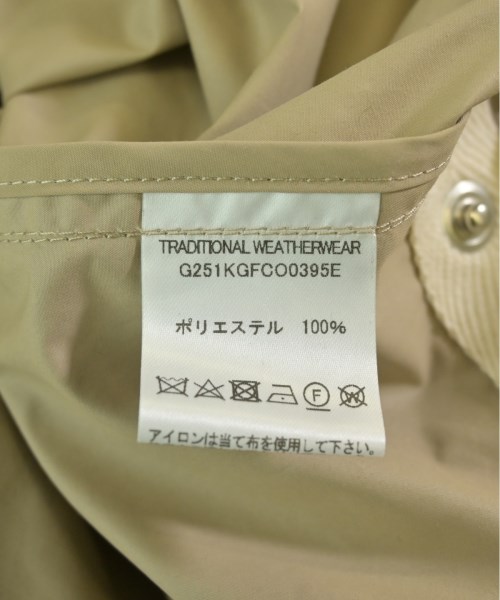 TRADITIONAL WEATHERWEAR
G251KGFCO0395E
ポリエステル 100%
F W
アイロンは当て布を使用して下さい。